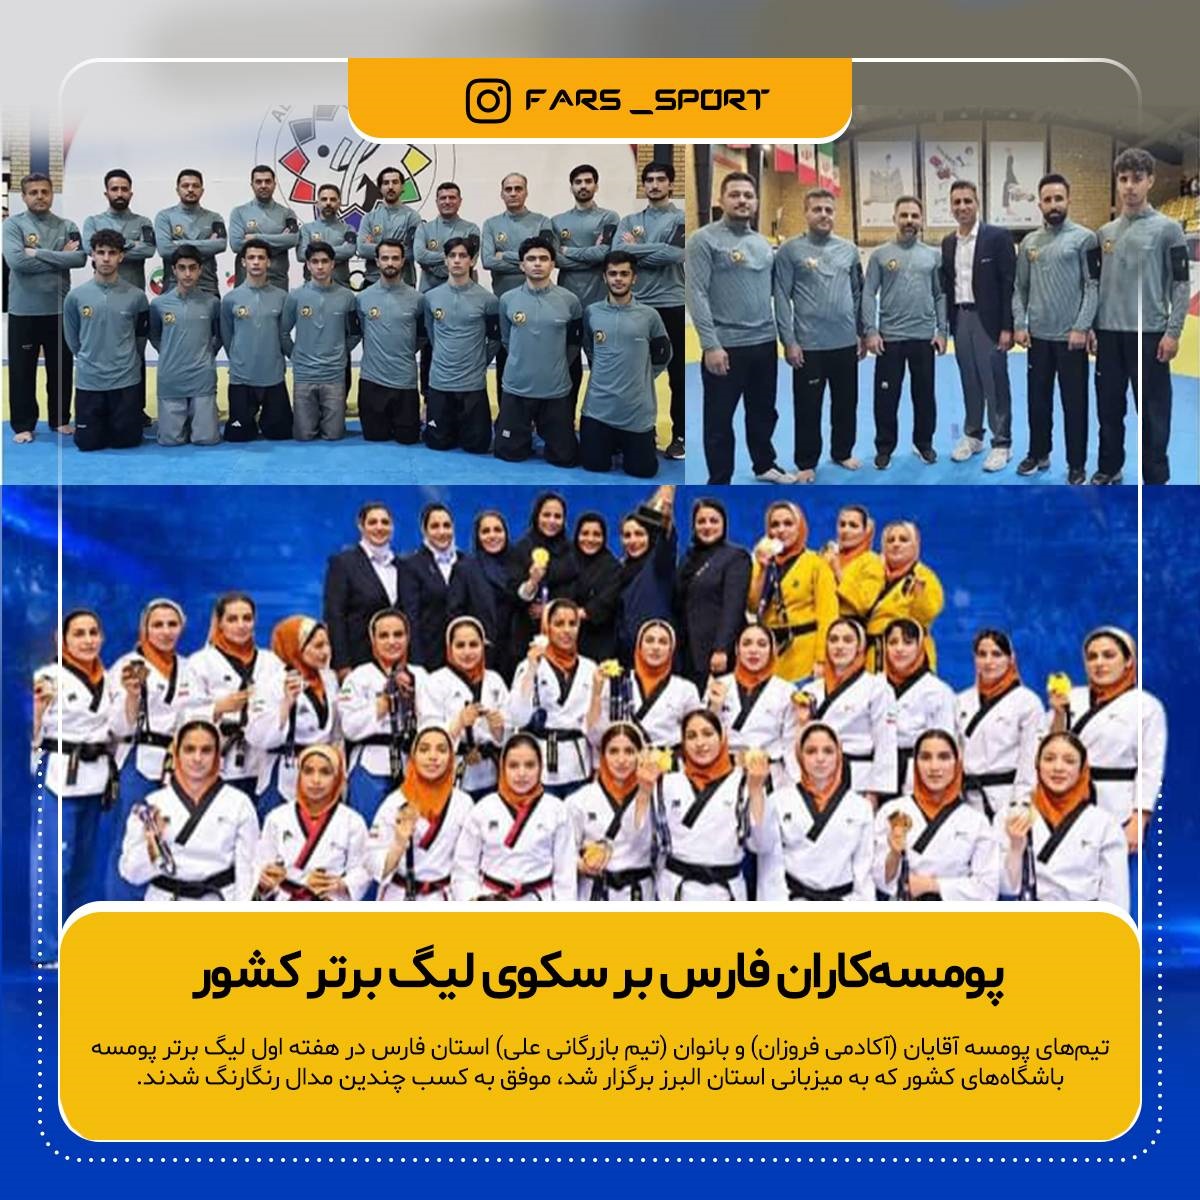 FARS _SPORT
پومسه‌کاران فارس بر سکوی لیگ برتر کشور
تیم‌های پومسه آقایان (آکادمی فروزان) و بانوان (تیم بازرگانی علی) استان فارس در هفته اول لیگ برتر پومسه
باشگاه‌های کشور که به میزبانی استان البرز برگزار شد، موفق به کسب چندین مدال رنگارنگ شدند.